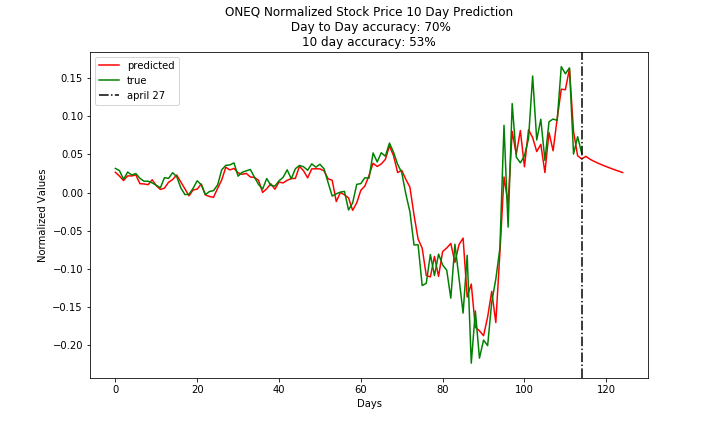 ONEQ Normalized Stock Price 10 Day Prediction
Day to Day accuracy: 70%
10 day accuracy: 53%
predicted
true
april 27
Normalized Values
0.15
0.10
0.05
0.00
−0.05
−0.10
−0.15
−0.20
0 20 40 60 80 100 120
Days